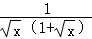 1
√x (1+√x)